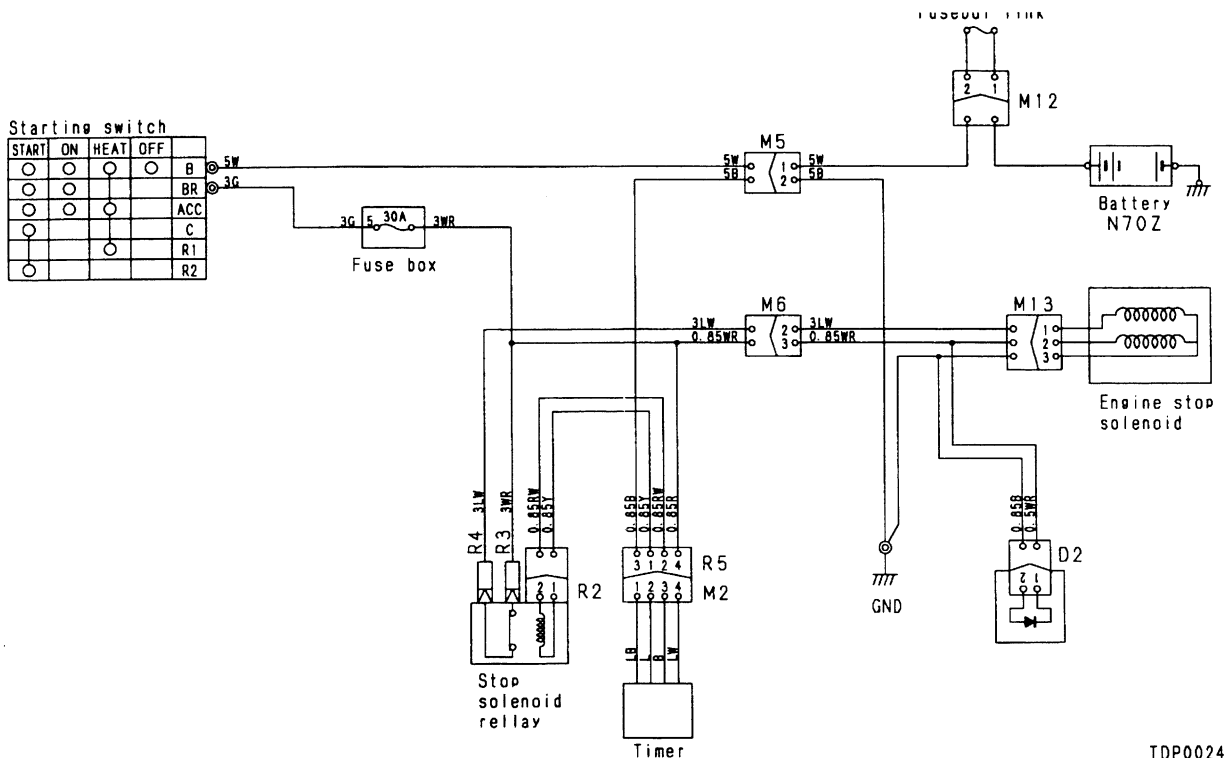 M12
2 1
Starting switch
START ON HEAT OFF
B
BR
ACC
C
R1
R2
5W
3G
M5
5W 1 5W
5B 2 5B
Battery
N70Z
3G 5 30A 3WR
Fuse box
M6
3LW 2 3LW
0.85WR 3 0.85WR
M13
1
2
3
Engine stop
solenoid
R4 3LW
R3 3WR
0.85RW
0.85Y
0.85B
0.85Y
0.85RW
0.85R
0.85B
0.5WR
3 1 2 4 R5
1 2 3 4 M2
2 1 R2
D2
2 1
GND
LB
L
B
LW
Stop
solenoid
rellay
Timer
TDP0024